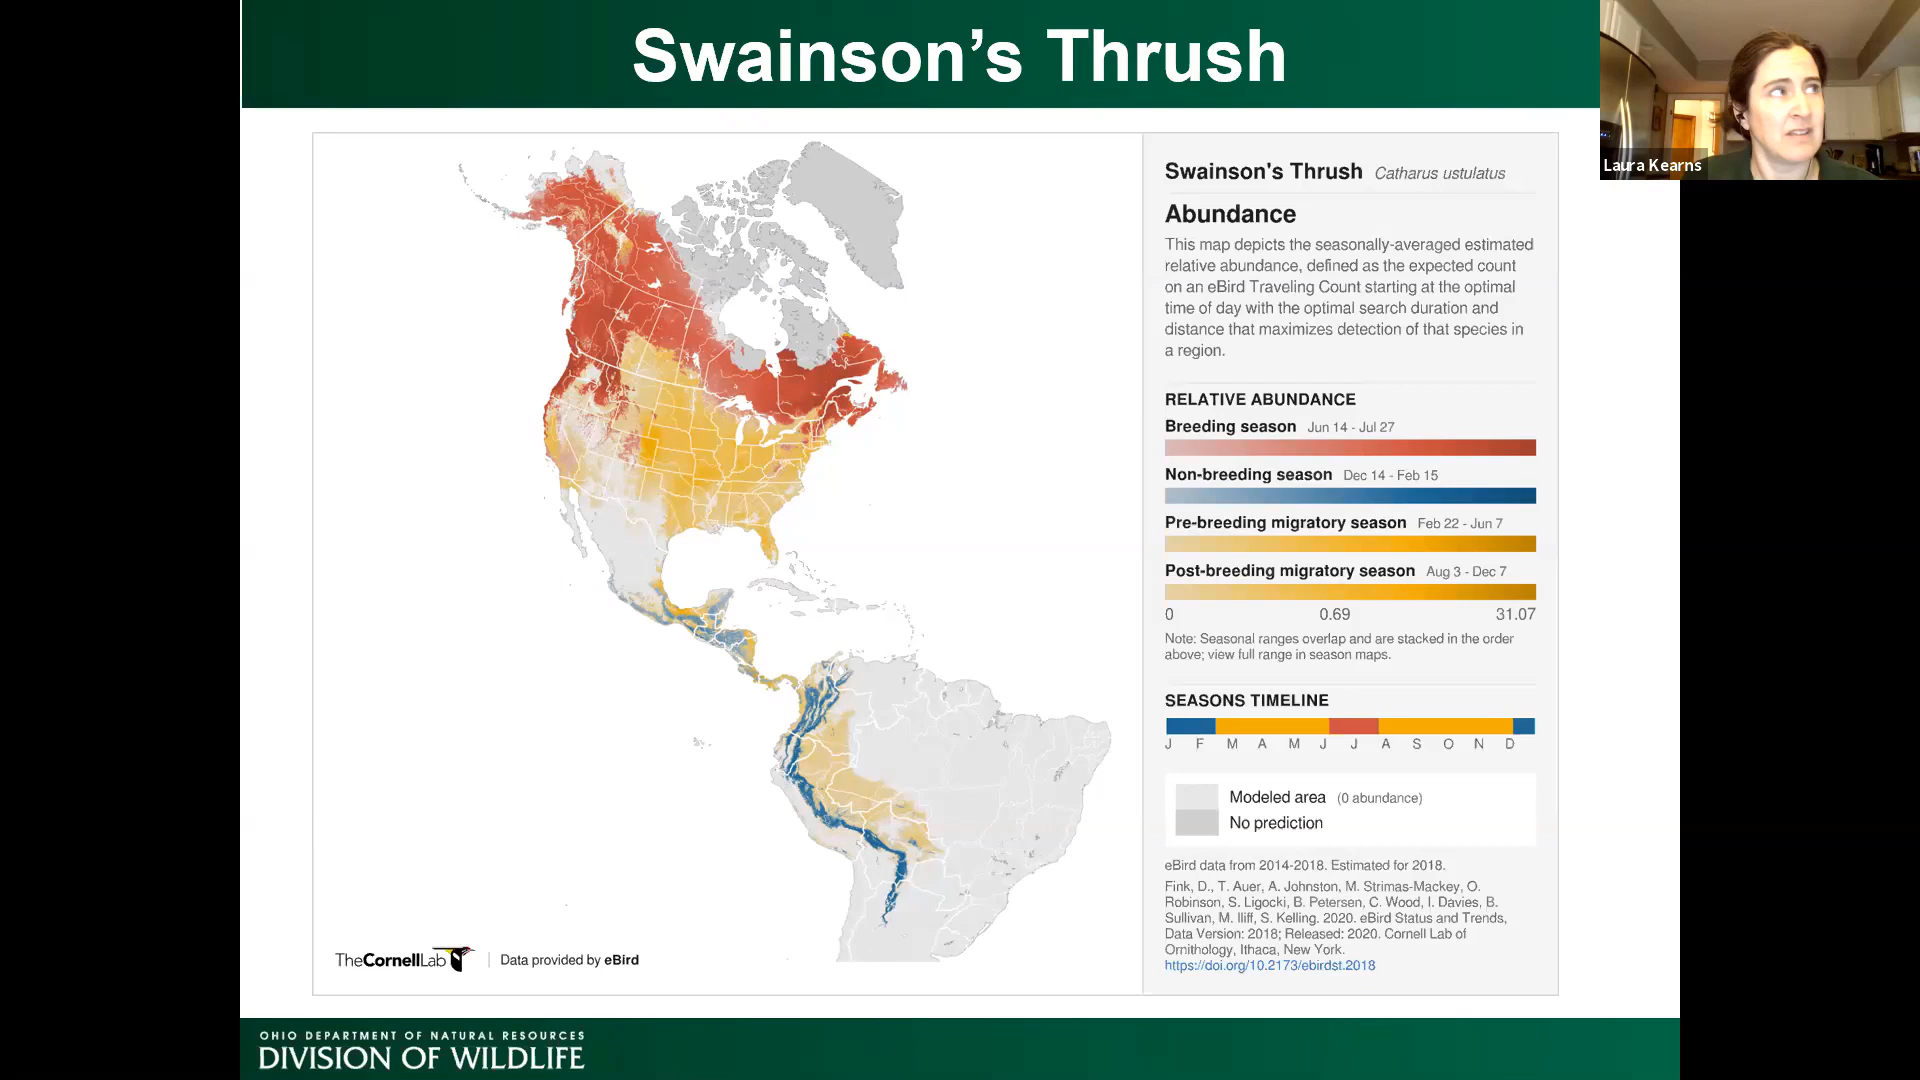 Swainson’s Thrush
Laura Kearns
Swainson's Thrush Catharus ustulatus
Abundance
This map depicts the seasonally-averaged estimated
relative abundance, defined as the expected count
on an eBird Traveling Count starting at the optimal
time of day with the optimal search duration and
distance that maximizes detection of that species in
a region.
RELATIVE ABUNDANCE
Breeding season Jun 14 - Jul 27
Non-breeding season Dec 14 - Feb 15
Pre-breeding migratory season Feb 22 - Jun 7
Post-breeding migratory season Aug 3 - Dec 7
0 0.69 31.07
Note: Seasonal ranges overlap and are stacked in the order
above; view full range in season maps.
SEASONS TIMELINE
J F M A M J J A S O N D
Modeled area (0 abundance)
No prediction
eBird data from 2014-2018. Estimated for 2018.
Fink, D., T. Auer, A. Johnston, M. Strimas-Mackey, O.
Robinson, S. Ligocki, B. Petersen, C. Wood, I. Davies, B.
Sullivan, M. Iliff, S. Kelling. 2020. eBird Status and Trends,
Data Version: 2018; Released: 2020. Cornell Lab of
Ornithology, Ithaca, New York.
https://doi.org/10.2173/ebirdst.2018
TheCornellLab | Data provided by eBird
OHIO DEPARTMENT OF NATURAL RESOURCES
DIVISION OF WILDLIFE